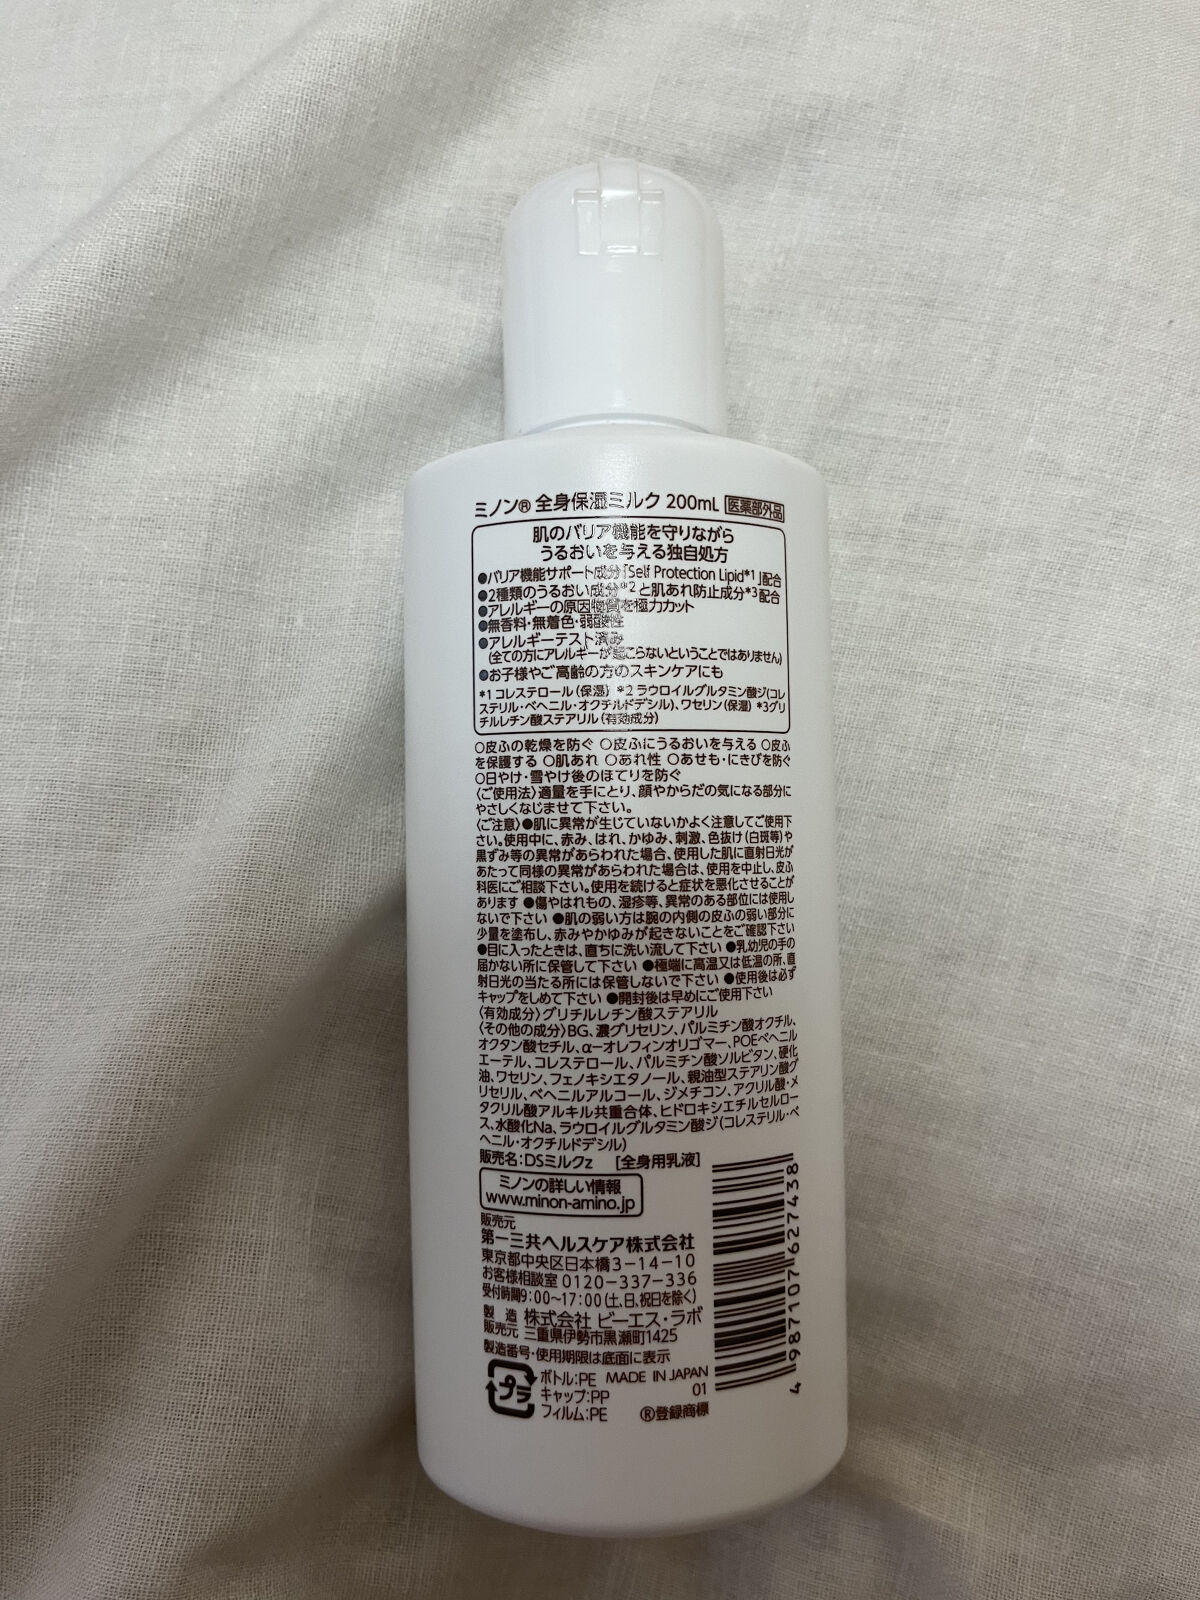 ミノン® 全身保湿ミルク 200mL 医薬部外品
肌のバリア機能を守りながら
うるおいを与える独自処方
●バリア機能サポート成分「Self Protection Lipid*1」配合
●2種類のうるおい成分*2と肌あれ防止成分*3配合
●アレルギーの原因物質を極力カット
●無香料・無着色・弱酸性
●アレルギーテスト済み
(全ての方にアレルギーが起こらないということではありません)
●お子様やご高齢の方のスキンケアにも
*1 コレステロール(保湿) *2 ラウロイルグルタミン酸ジ(コレ
ステリル・ベヘニル・オクチルドデシル)、ワセリン(保湿) *3グリ
チルレチン酸ステアリル(有効成分)
○皮ふの乾燥を防ぐ ○皮ふにうるおいを与える ○皮ふ
を保護する ○肌あれ ○あれ性 ○あせも・にきびを防ぐ
○日やけ・雪やけ後のほてりを防ぐ
〈ご使用法〉適量を手にとり、顔やからだの気になる部分に
やさしくなじませて下さい。
〈ご注意〉●肌に異常が生じていないかよく注意してご使用下
さい。使用中に、赤み、はれ、かゆみ、刺激、色抜け(白斑等)や
黒ずみ等の異常があらわれた場合、使用した肌に直射日光が
あたって同様の異常があらわれた場合は、使用を中止し、皮ふ
科医にご相談下さい。使用を続けると症状を悪化させることが
あります ●傷やはれもの、湿疹等、異常のある部位には使用し
ないで下さい ●肌の弱い方は腕の内側の皮ふの弱い部分に
少量を塗布し、赤みやかゆみが起きないことをご確認下さい
●目に入ったときは、直ちに洗い流して下さい ●乳幼児の手の
届かない所に保管して下さい ●極端に高温又は低温の所、直
射日光の当たる所には保管しないで下さい ●使用後は必ず
キャップをしめて下さい ●開封後は早めにご使用下さい
〈有効成分〉グリチルレチン酸ステアリル
〈その他の成分〉BG、濃グリセリン、パルミチン酸オクチル、
オクタン酸セチル、α-オレフィンオリゴマー、POEベヘニル
エーテル、コレステロール、パルミチン酸ソルビタン、硬化
油、ワセリン、フェノキシエタノール、親油型ステアリン酸グ
リセリル、ベヘニルアルコール、ジメチコン、アクリル酸・メ
タクリル酸アルキル共重合体、ヒドロキシエチルセルロー
ス、水酸化Na、ラウロイルグルタミン酸ジ(コレステリル・ベ
ヘニル・オクチルドデシル)
販売名:DSミルクz [全身用乳液]
ミノンの詳しい情報
www.minon-amino.jp
販売元
第一三共ヘルスケア株式会社
東京都中央区日本橋3-14-10
お客様相談室 0120-337-336
受付時間9:00~17:00(土、日、祝日を除く)
製造 株式会社 ビーエス・ラボ
販売元 三重県伊勢市黒瀬町1425
製造番号・使用期限は底面に表示
プラ
ボトル:PE MADE IN JAPAN
キャップ:PP 01
フィルム:PE ®登録商標
4 987107 627438